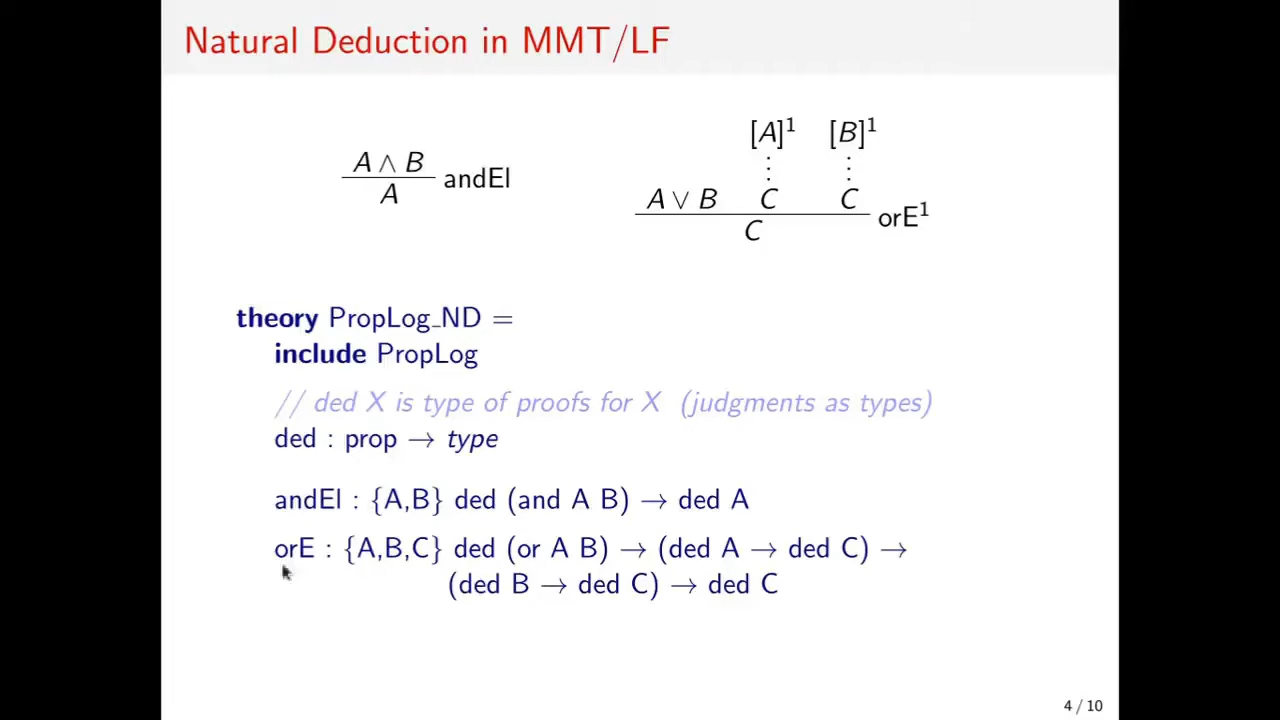 Natural Deduction in MMT/LF
[A]¹ [B]¹
⋮ ⋮
A ∧ B
A
andEl
A ∨ B C C
C
orE¹
theory PropLog_ND =
include PropLog
// ded X is type of proofs for X (judgments as types)
ded : prop → type
andEl : {A,B} ded (and A B) → ded A
orE : {A,B,C} ded (or A B) → (ded A → ded C) →
(ded B → ded C) → ded C
4 / 10